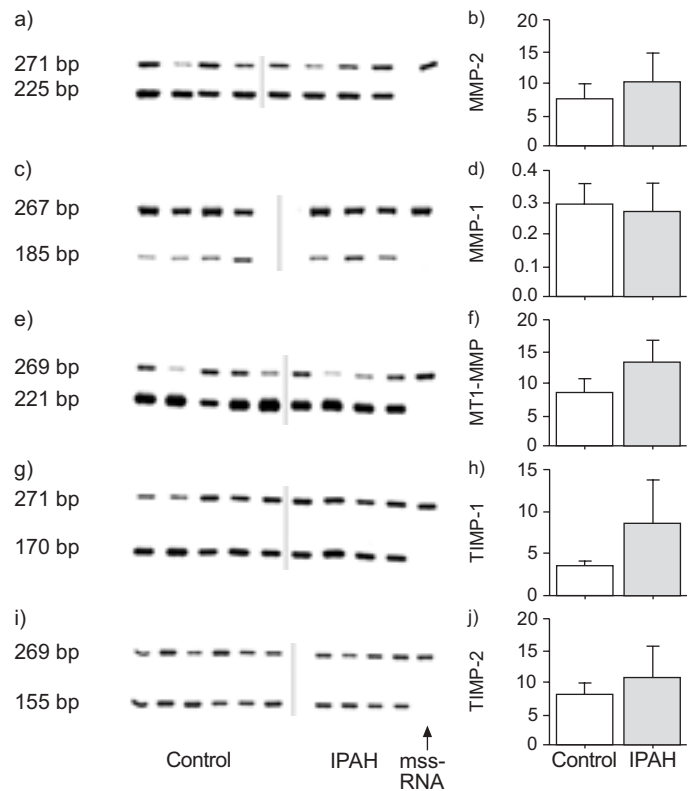 a)
271 bp
225 bp
b)
MMP-2
20
15
10
5
0
c)
267 bp
185 bp
d)
MMP-1
0.4
0.3
0.2
0.1
0.0
e)
269 bp
221 bp
f)
MT1-MMP
20
15
10
5
0
g)
271 bp
170 bp
h)
TIMP-1
15
10
5
0
i)
269 bp
155 bp
j)
TIMP-2
20
15
10
5
0
Control IPAH mss-
RNA
Control IPAH